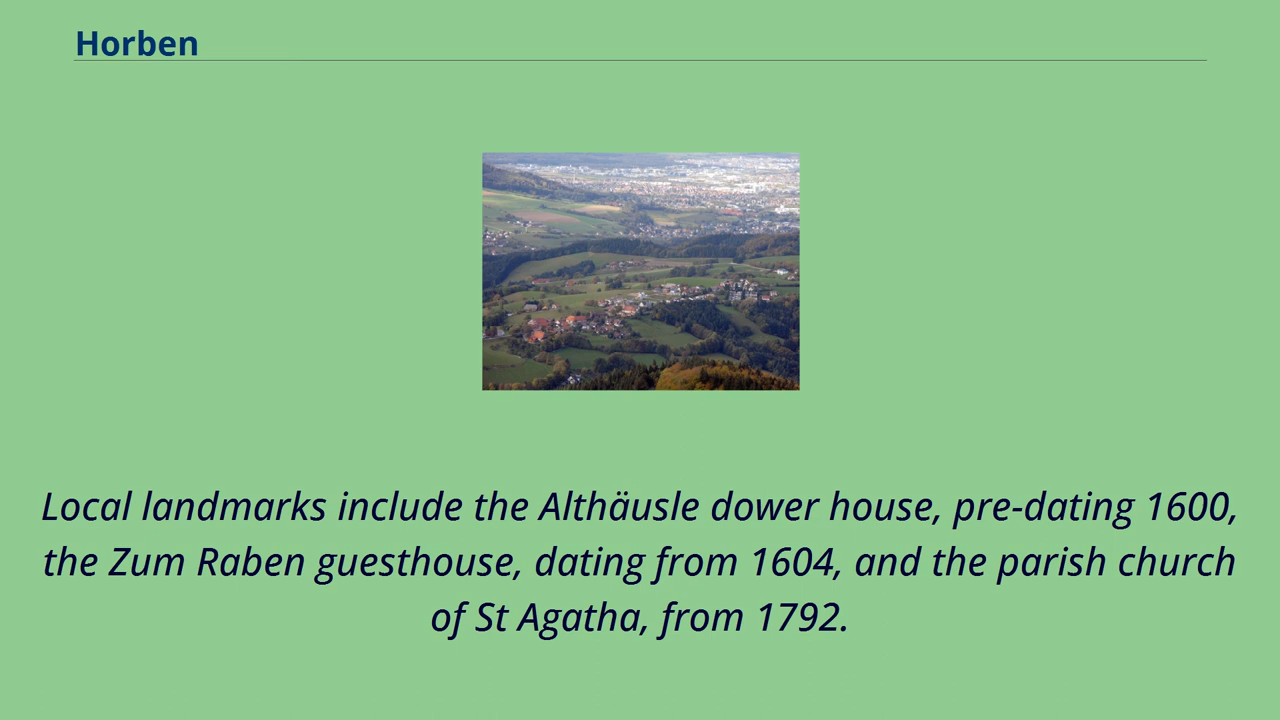 Horben
Local landmarks include the Althäusle dower house, pre-dating 1600,
the Zum Raben guesthouse, dating from 1604, and the parish church
of St Agatha, from 1792.